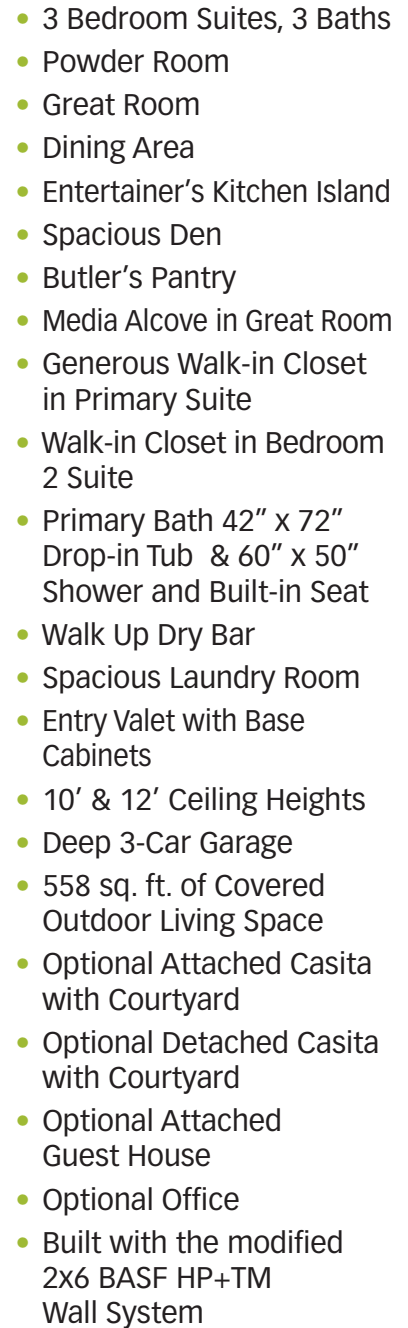 • 3 Bedroom Suites, 3 Baths
• Powder Room
• Great Room
• Dining Area
• Entertainer’s Kitchen Island
• Spacious Den
• Butler’s Pantry
• Media Alcove in Great Room
• Generous Walk-in Closet
in Primary Suite
• Walk-in Closet in Bedroom
2 Suite
• Primary Bath 42” x 72”
Drop-in Tub & 60” x 50”
Shower and Built-in Seat
• Walk Up Dry Bar
• Spacious Laundry Room
• Entry Valet with Base
Cabinets
• 10’ & 12’ Ceiling Heights
• Deep 3-Car Garage
• 558 sq. ft. of Covered
Outdoor Living Space
• Optional Attached Casita
with Courtyard
• Optional Detached Casita
with Courtyard
• Optional Attached
Guest House
• Optional Office
• Built with the modified
2x6 BASF HP+TM
Wall System